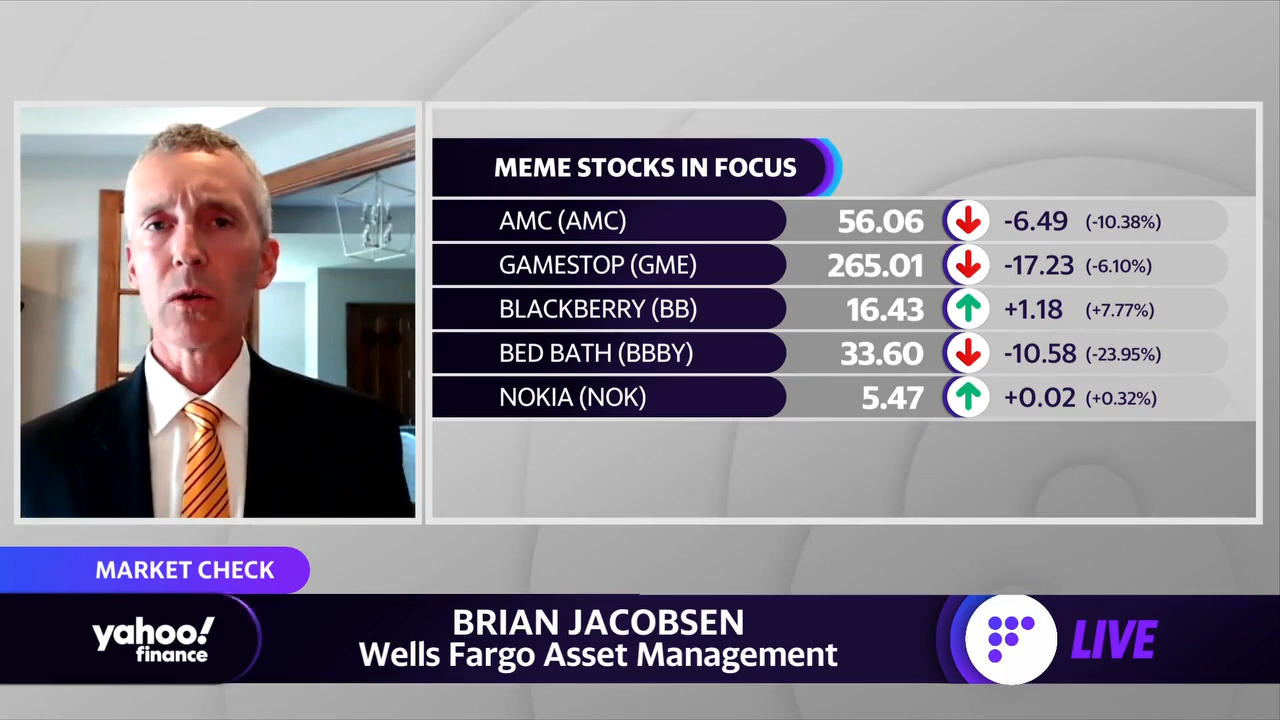 MEME STOCKS IN FOCUS
AMC (AMC) 56.06 -6.49 (-10.38%)
GAMESTOP (GME) 265.01 -17.23 (-6.10%)
BLACKBERRY (BB) 16.43 +1.18 (+7.77%)
BED BATH (BBBY) 33.60 -10.58 (-23.95%)
NOKIA (NOK) 5.47 +0.02 (+0.32%)
MARKET CHECK
yahoo!
finance
BRIAN JACOBSEN
Wells Fargo Asset Management
LIVE